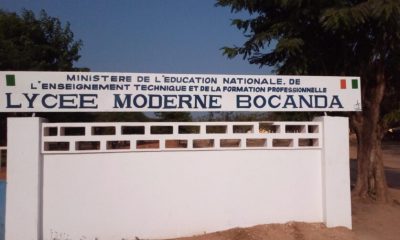 MINISTERE DE L'EDUCATION NATIONALE, DE
L'ENSEIGNEMENT TECHNIQUE ET DE LA FORMATION PROFESSIONNELLE
LYCEE MODERNE BOCANDA